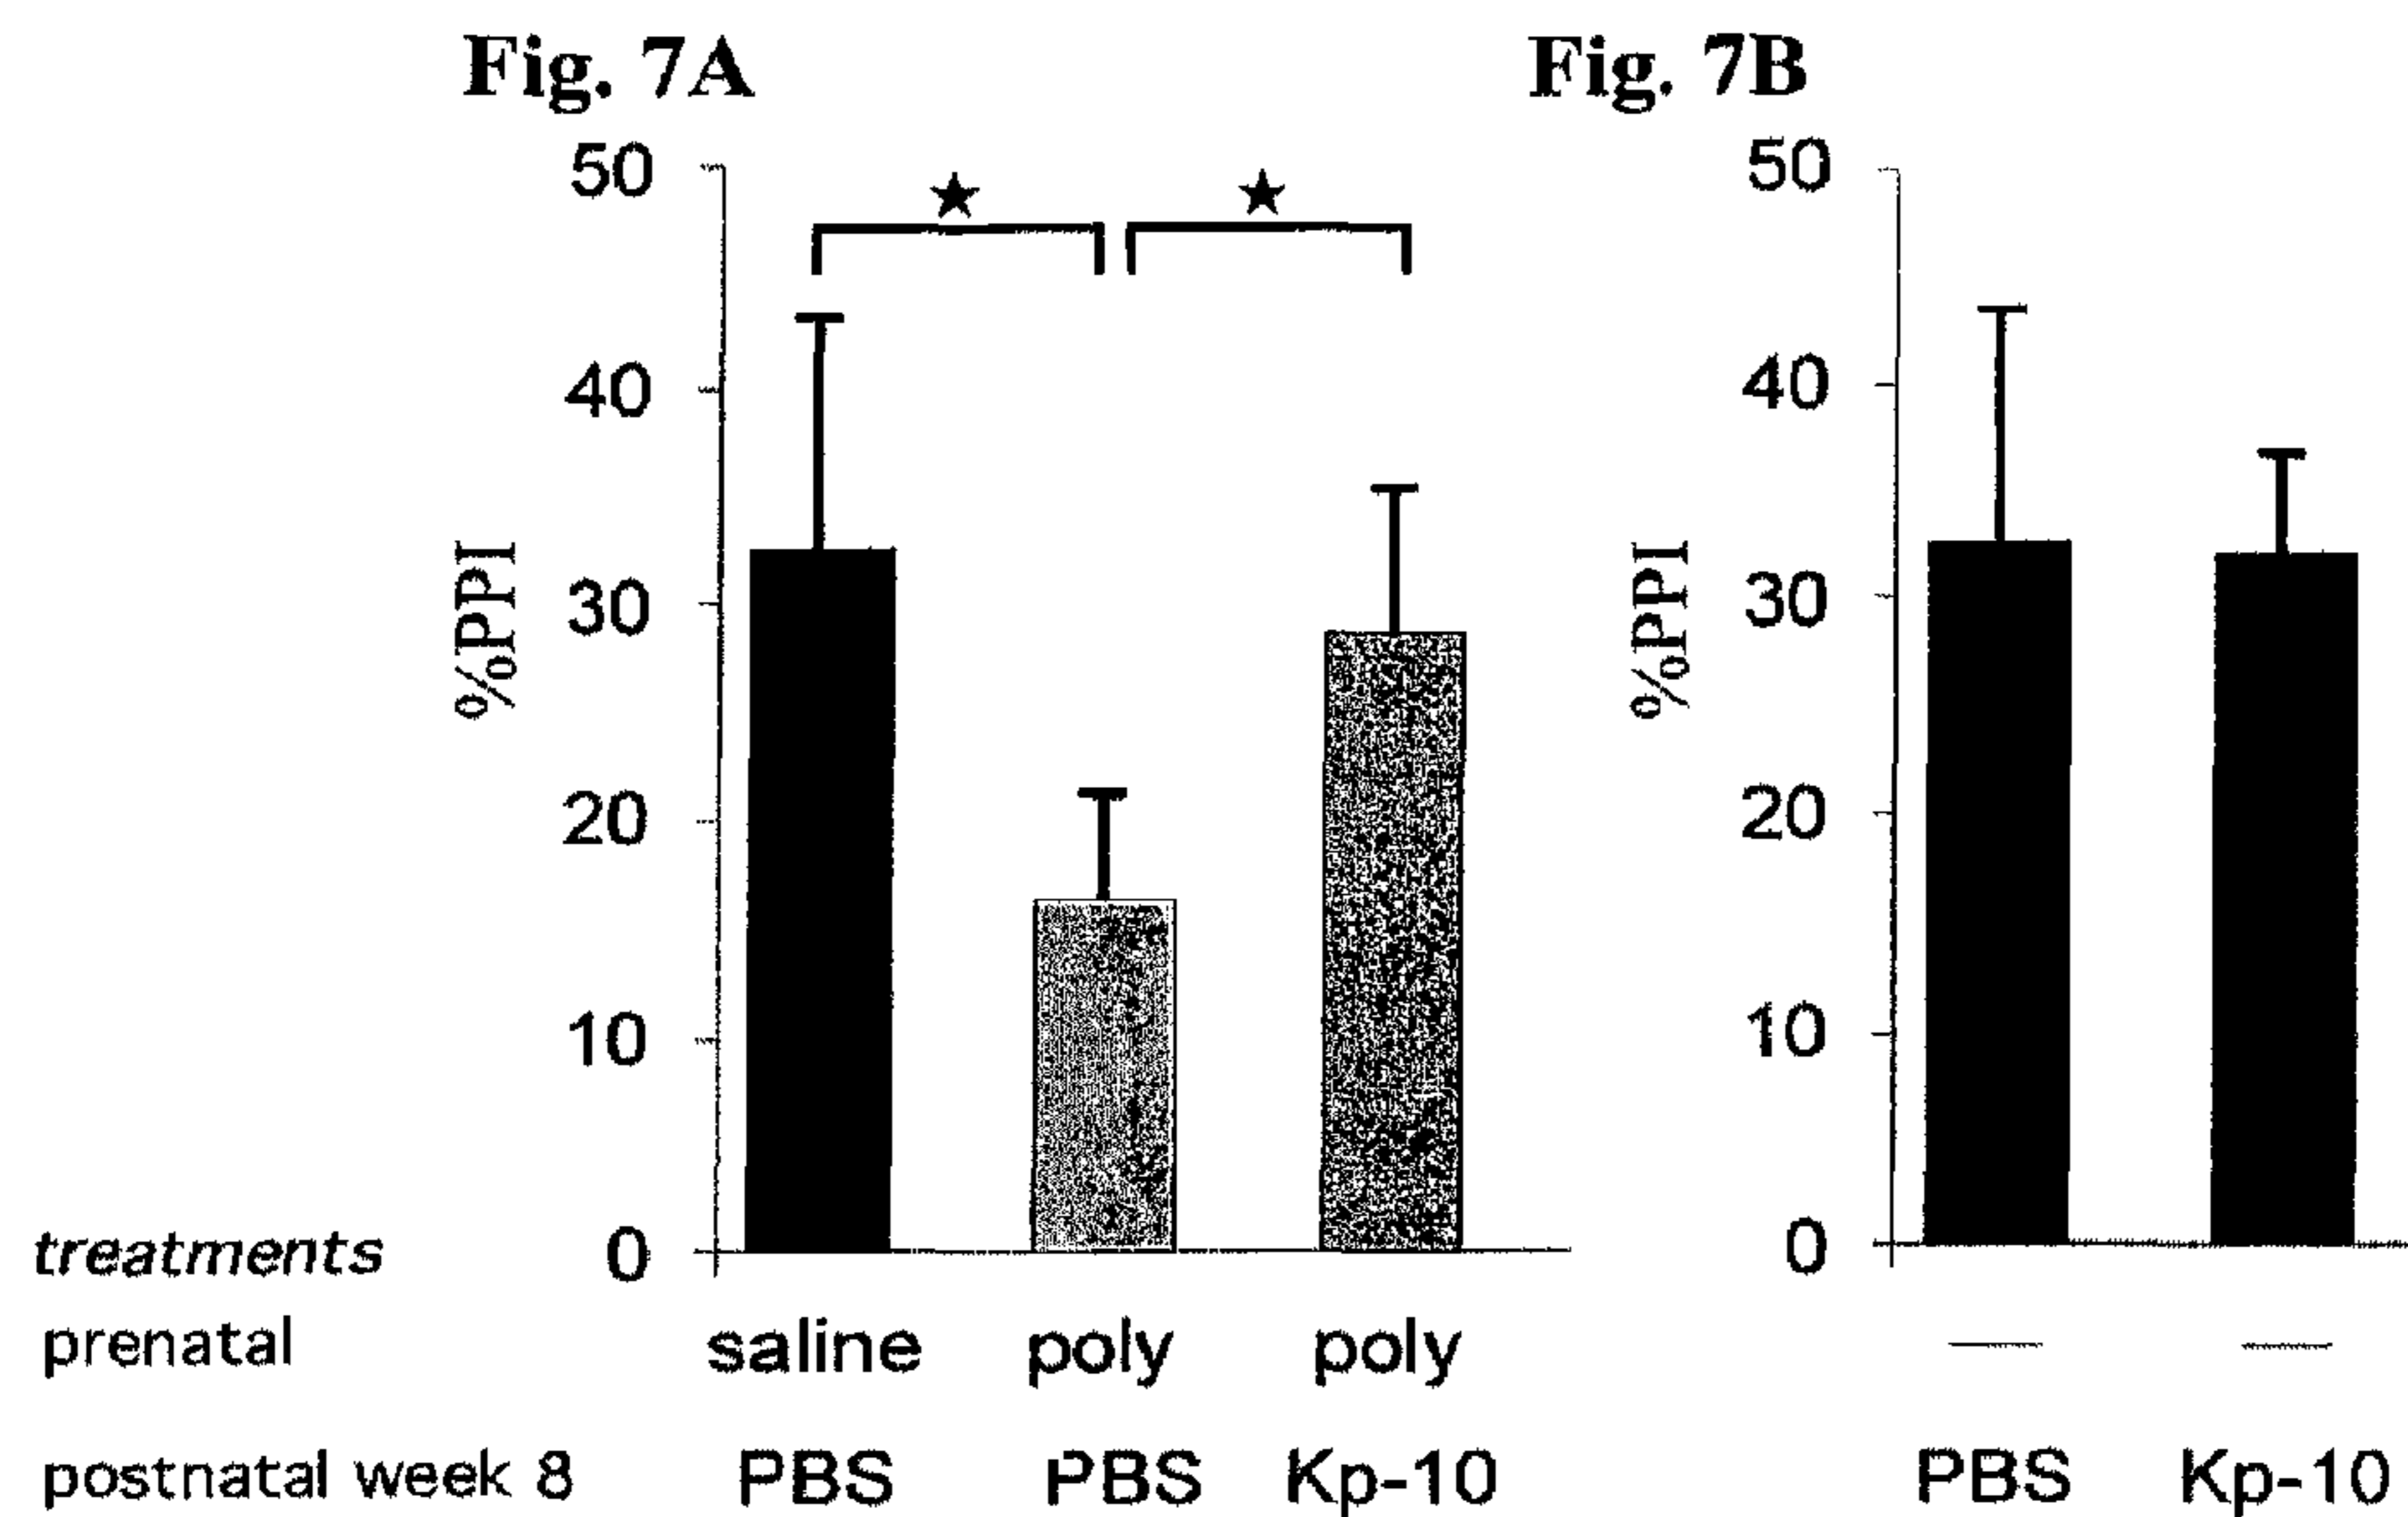 Fig. 7A
50
40
30
20
10
0
%PPI
★ ★
Fig. 7B
50
40
30
20
10
0
%PPI
treatments
prenatal saline poly poly — —
postnatal week 8 PBS PBS Kp-10 PBS Kp-10